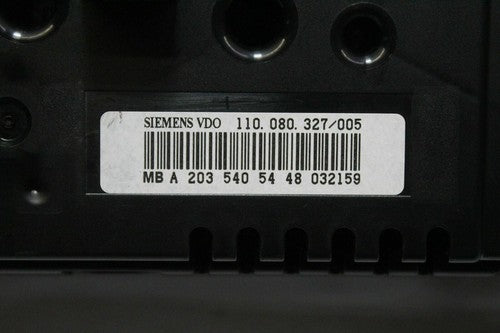 SIEMENS VDO 110.080.327/005
MB A 203 540 54 48 032159